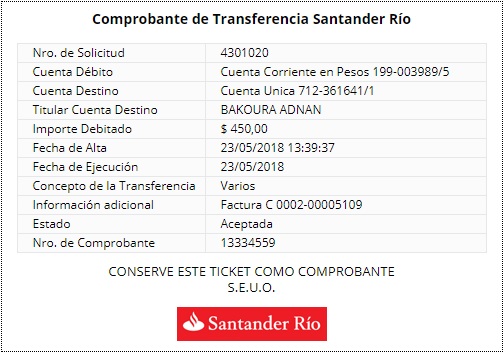 Comprobante de Transferencia Santander Río
Nro. de Solicitud 4301020
Cuenta Débito Cuenta Corriente en Pesos 199-003989/5
Cuenta Destino Cuenta Unica 712-361641/1
Titular Cuenta Destino BAKOURA ADNAN
Importe Debitado $ 450,00
Fecha de Alta 23/05/2018 13:39:37
Fecha de Ejecución 23/05/2018
Concepto de la Transferencia Varios
Información adicional Factura C 0002-00005109
Estado Aceptada
Nro. de Comprobante 13334559
CONSERVE ESTE TICKET COMO COMPROBANTE
S.E.U.O.
Santander Río